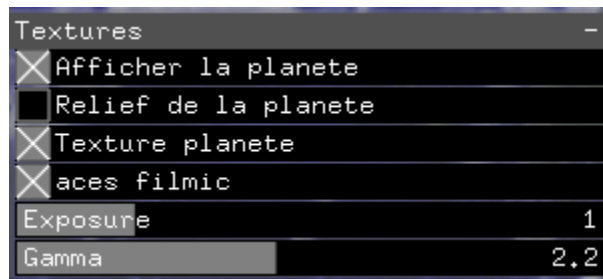 Textures -
Afficher la planete
Relief de la planete
Texture planete
aces filmic
Exposure 1
Gamma 2.2